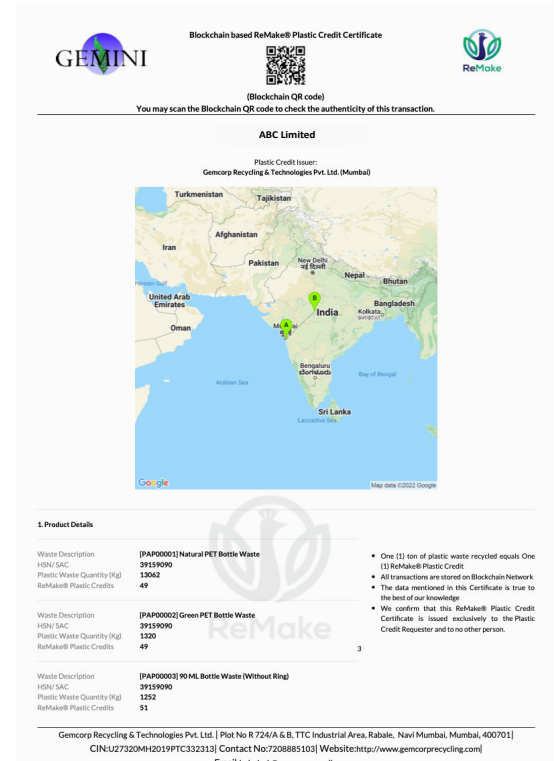 Blockchain based ReMake® Plastic Credit Certificate
GEMINI
ReMake
(Blockchain QR code)
You may scan the Blockchain QR code to check the authenticity of this transaction.
ABC Limited
Plastic Credit Issuer:
Gemcorp Recycling & Technologies Pvt. Ltd. (Mumbai)
Turkmenistan
Tajikistan
Afghanistan
Iran
Pakistan
New Delhi
नई दिल्ली
Nepal
Bhutan
Persian Gulf
United Arab
Emirates
B
India
Bangladesh
Kolkata
Oman
A
Bengaluru
Arabian Sea
Bay of Bengal
Sri Lanka
Laccadive Sea
Google
Map data ©2022 Google
1. Product Details
Waste Description [PAP00001] Natural PET Bottle Waste
HSN/ SAC 39159090
Plastic Waste Quantity (Kg) 13062
ReMake® Plastic Credits 49
• One (1) ton of plastic waste recycled equals One
(1) ReMake® Plastic Credit
• All transactions are stored on Blockchain Network
• The data mentioned in this Certificate is true to
the best of our knowledge
• We confirm that this ReMake® Plastic Credit
Certificate is issued exclusively to the Plastic
Credit Requester and to no other person.
Waste Description [PAP00002] Green PET Bottle Waste
HSN/ SAC 39159090
Plastic Waste Quantity (Kg) 1320
ReMake® Plastic Credits 49
ReMake
3
Waste Description [PAP00003] 90 ML Bottle Waste (Without Ring)
HSN/ SAC 39159090
Plastic Waste Quantity (Kg) 1252
ReMake® Plastic Credits 51
Gemcorp Recycling & Technologies Pvt. Ltd. | Plot No R 724/A & B, TTC Industrial Area, Rabale, Navi Mumbai, Mumbai, 400701|
CIN:U27320MH2019PTC332313| Contact No:7208885103| Website:http://www.gemcorprecycling.com|